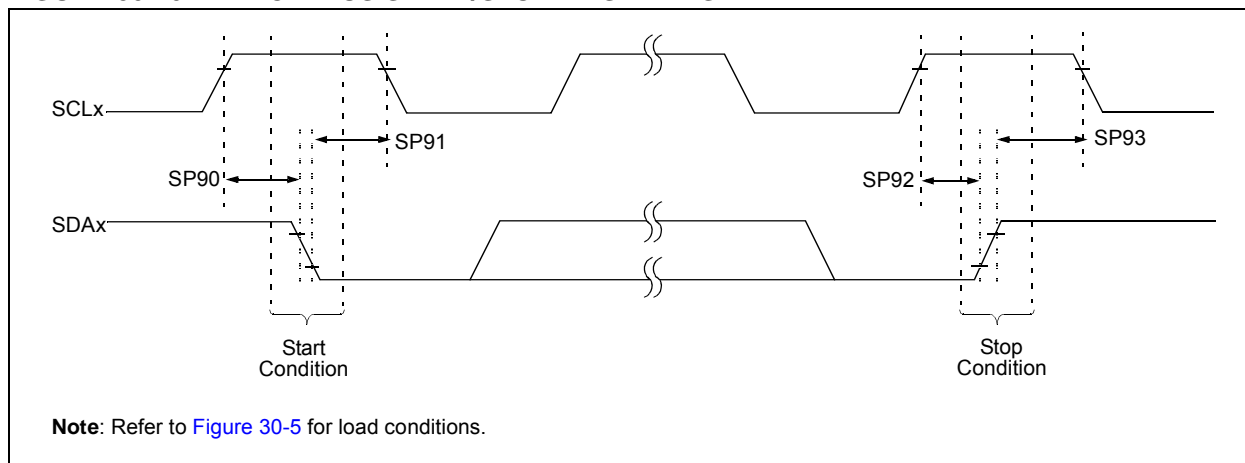 SCLx
SP91
SP93
SP90
SP92
SDAx
Start
Condition
Stop
Condition
Note: Refer to Figure 30-5 for load conditions.